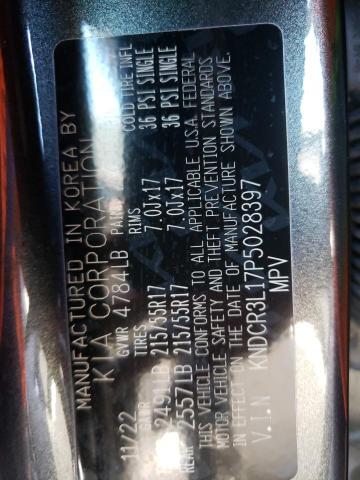 MANUFACTURED IN KOREA BY
KIA CORPORATION
11/22 GVWR 4784LB
GAWR TIRES RIMS COLD TIRE INFL
2491LB 215/55R17 7.0Jx17 36 PSI SINGLE
REAR 2557LB 215/55R17 7.0Jx17 36 PSI SINGLE
THIS VEHICLE CONFORMS TO ALL APPLICABLE U.S.A. FEDERAL
MOTOR VEHICLE SAFETY AND THEFT PREVENTION STANDARDS
IN EFFECT ON THE DATE OF MANUFACTURE SHOWN ABOVE.
V.I.N KNDCR3L17P5028397
MPV